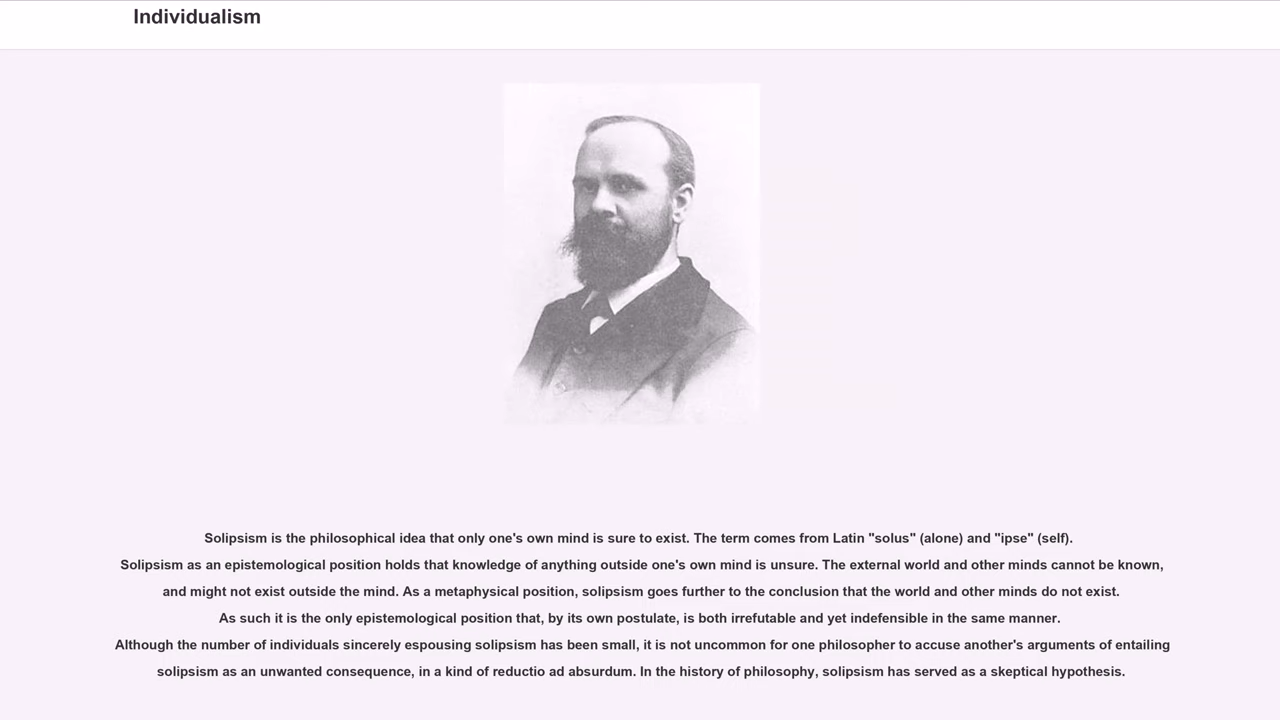 Individualism
Solipsism is the philosophical idea that only one's own mind is sure to exist. The term comes from Latin "solus" (alone) and "ipse" (self).
Solipsism as an epistemological position holds that knowledge of anything outside one's own mind is unsure. The external world and other minds cannot be known,
and might not exist outside the mind. As a metaphysical position, solipsism goes further to the conclusion that the world and other minds do not exist.
As such it is the only epistemological position that, by its own postulate, is both irrefutable and yet indefensible in the same manner.
Although the number of individuals sincerely espousing solipsism has been small, it is not uncommon for one philosopher to accuse another's arguments of entailing
solipsism as an unwanted consequence, in a kind of reductio ad absurdum. In the history of philosophy, solipsism has served as a skeptical hypothesis.